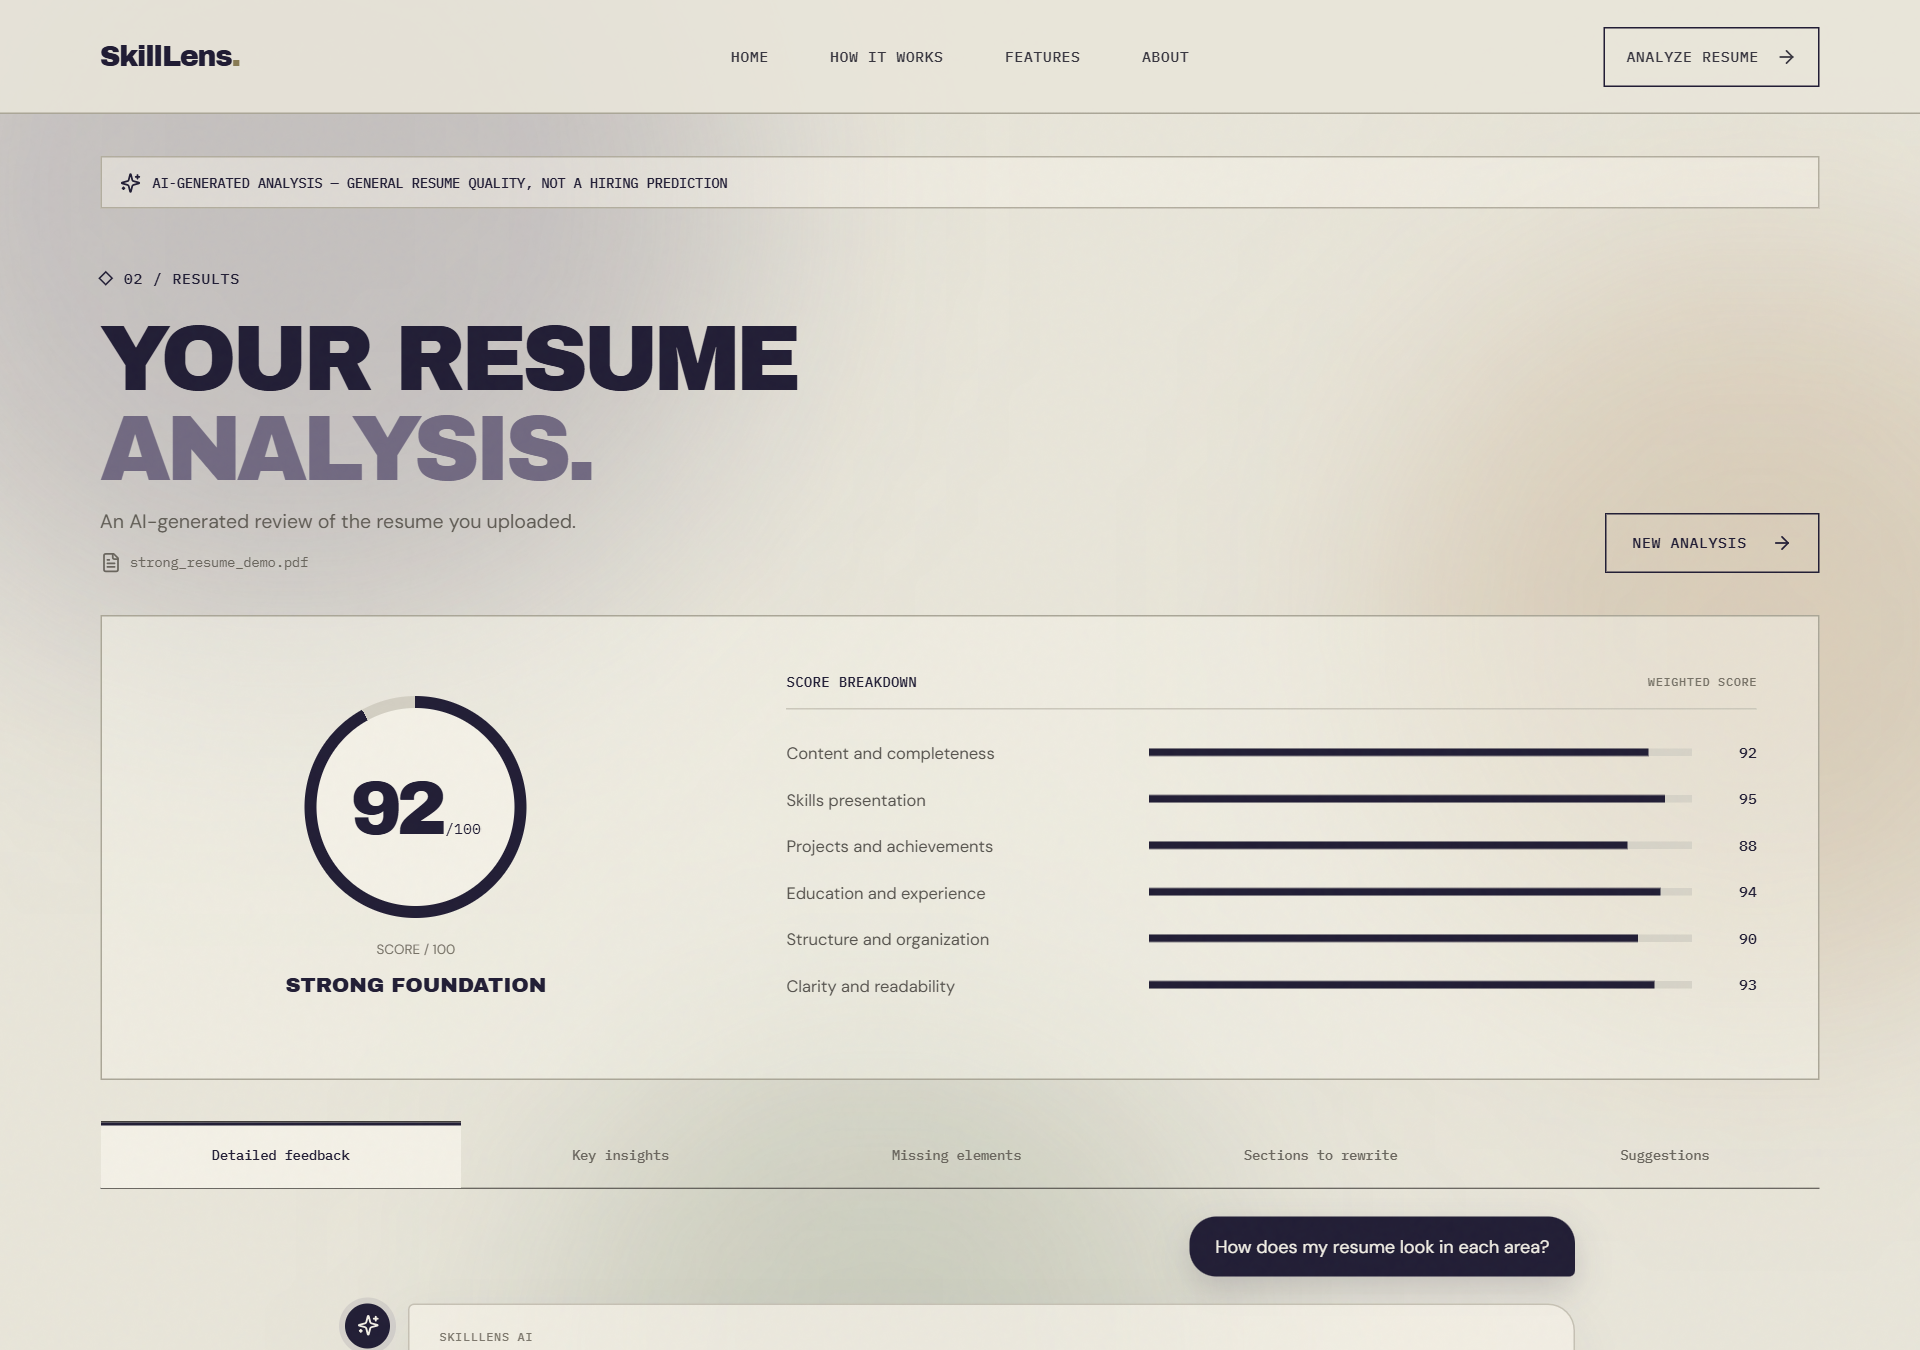 SkillLens.
HOME
HOW IT WORKS
FEATURES
ABOUT
ANALYZE RESUME
AI-GENERATED ANALYSIS — GENERAL RESUME QUALITY, NOT A HIRING PREDICTION
02 / RESULTS
YOUR RESUME
ANALYSIS.
An AI-generated review of the resume you uploaded.
strong_resume_demo.pdf
NEW ANALYSIS
92/100
SCORE / 100
STRONG FOUNDATION
SCORE BREAKDOWN
WEIGHTED SCORE
Content and completeness 92
Skills presentation 95
Projects and achievements 88
Education and experience 94
Structure and organization 90
Clarity and readability 93
Detailed feedback
Key insights
Missing elements
Sections to rewrite
Suggestions
How does my resume look in each area?
SKILLLENS AI